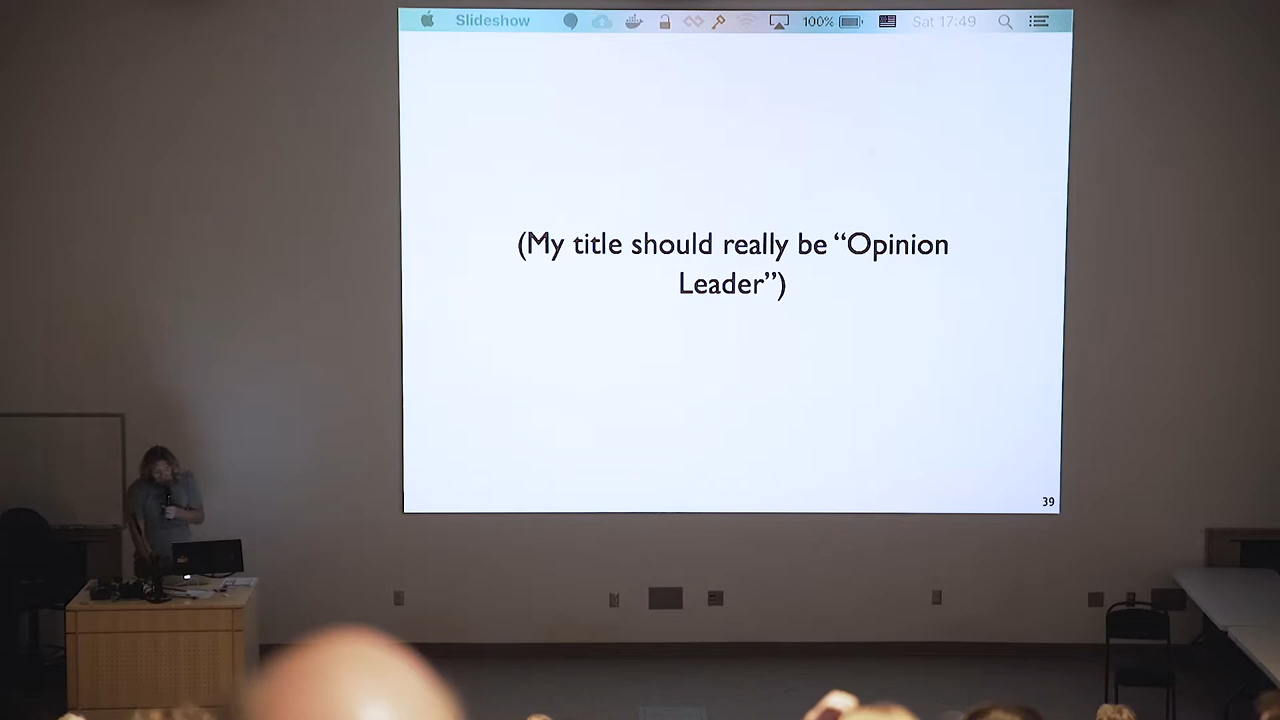 Slideshow
100%
Sat 17:49
(My title should really be “Opinion
Leader”)
39